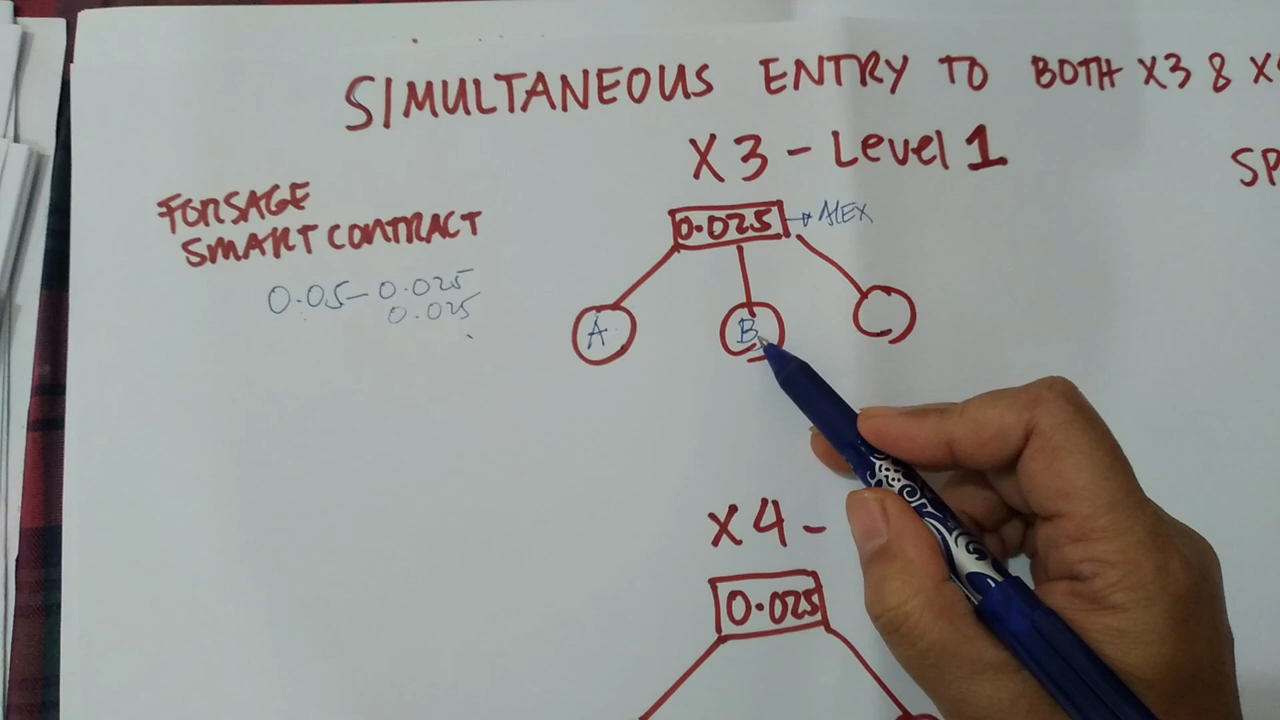 SIMULTANEOUS ENTRY TO BOTH X3 & X4
X3 - Level 1
SP
FORSAGE
SMART CONTRACT
0.025 → ALEX
0.05 - 0.025
0.025
A
B
X4 -
0.025